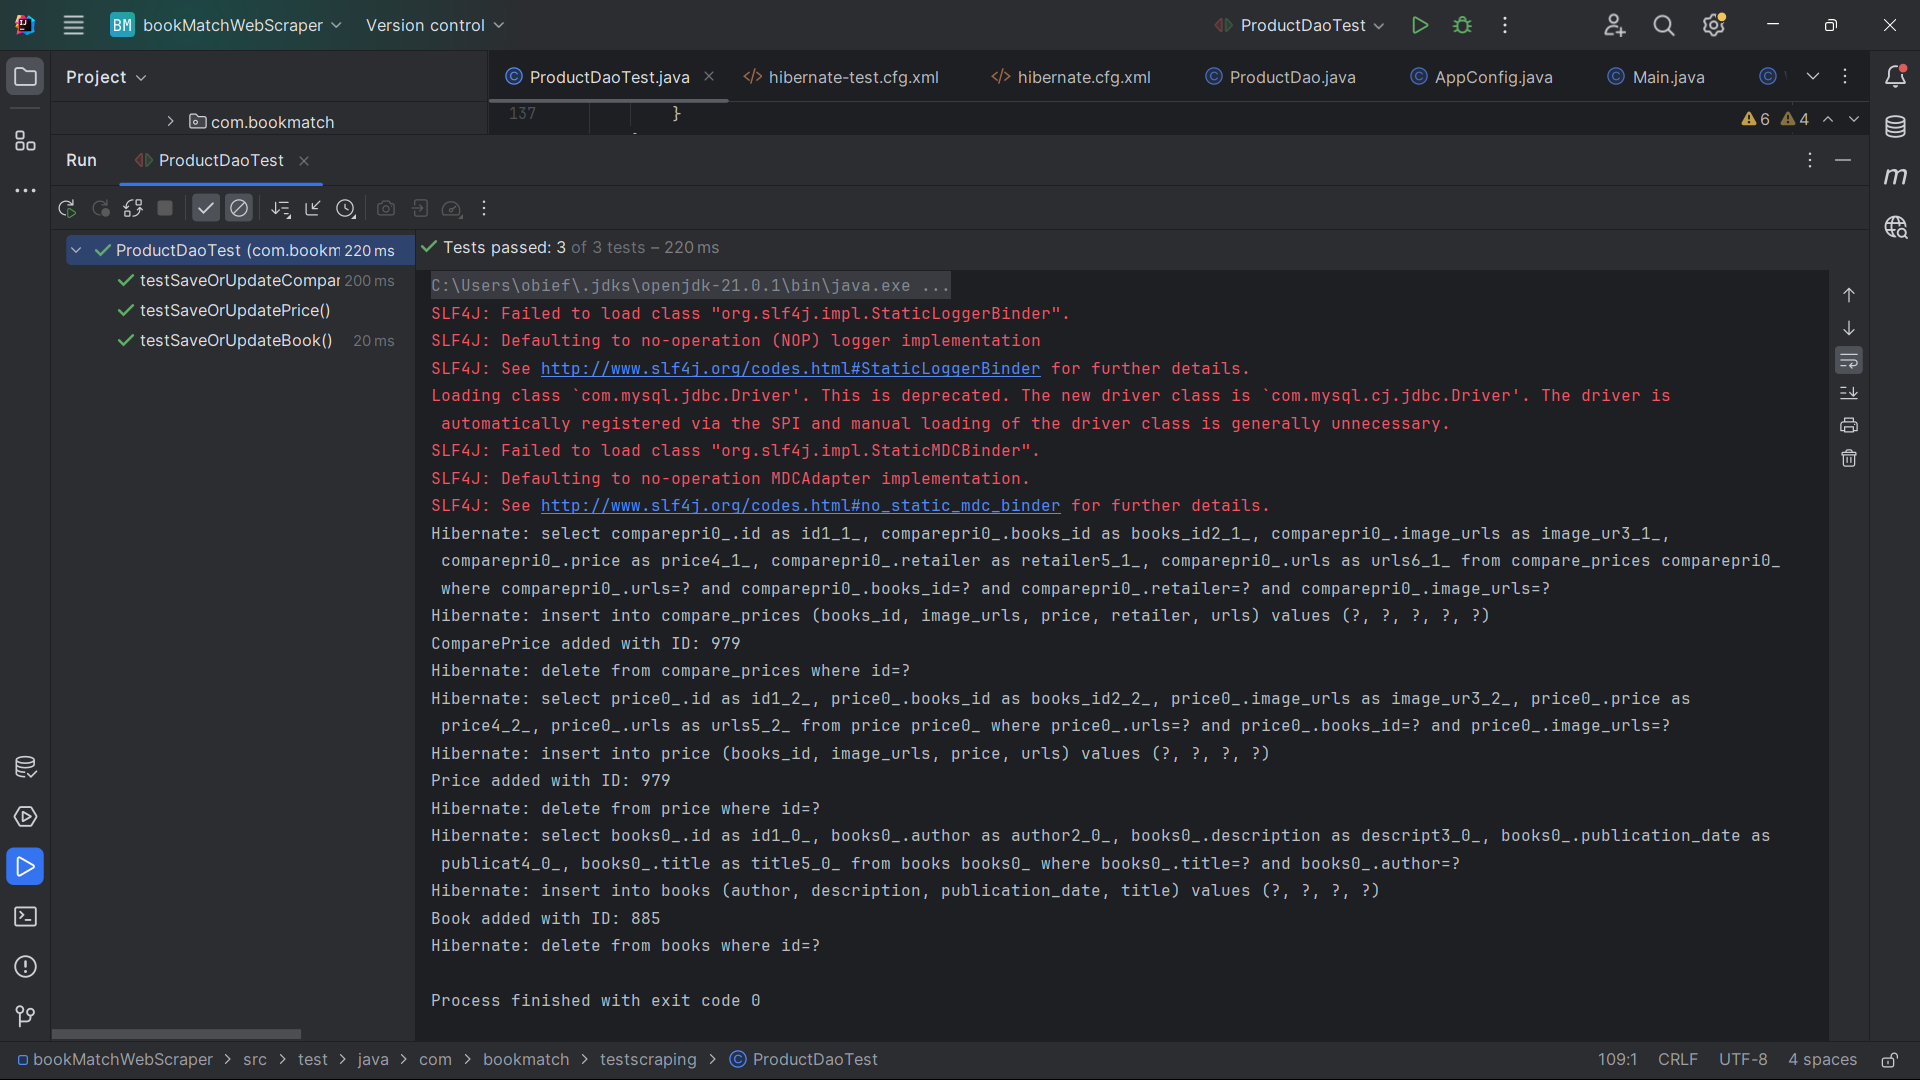 BM bookMatchWebScraper Version control ProductDaoTest
Project
ProductDaoTest.java hibernate-test.cfg.xml hibernate.cfg.xml ProductDao.java AppConfig.java Main.java
com.bookmatch
137 }
6 4
Run ProductDaoTest
ProductDaoTest (com.bookm 220 ms
testSaveOrUpdateCompar 200 ms
testSaveOrUpdatePrice()
testSaveOrUpdateBook() 20 ms
Tests passed: 3 of 3 tests – 220 ms
C:\Users\obief\.jdks\openjdk-21.0.1\bin\java.exe ...
SLF4J: Failed to load class "org.slf4j.impl.StaticLoggerBinder".
SLF4J: Defaulting to no-operation (NOP) logger implementation
SLF4J: See http://www.slf4j.org/codes.html#StaticLoggerBinder for further details.
Loading class `com.mysql.jdbc.Driver'. This is deprecated. The new driver class is `com.mysql.cj.jdbc.Driver'. The driver is
automatically registered via the SPI and manual loading of the driver class is generally unnecessary.
SLF4J: Failed to load class "org.slf4j.impl.StaticMDCBinder".
SLF4J: Defaulting to no-operation MDCAdapter implementation.
SLF4J: See http://www.slf4j.org/codes.html#no_static_mdc_binder for further details.
Hibernate: select comparepri0_.id as id1_1_, comparepri0_.books_id as books_id2_1_, comparepri0_.image_urls as image_ur3_1_,
comparepri0_.price as price4_1_, comparepri0_.retailer as retailer5_1_, comparepri0_.urls as urls6_1_ from compare_prices comparepri0_
where comparepri0_.urls=? and comparepri0_.books_id=? and comparepri0_.retailer=? and comparepri0_.image_urls=?
Hibernate: insert into compare_prices (books_id, image_urls, price, retailer, urls) values (?, ?, ?, ?, ?)
ComparePrice added with ID: 979
Hibernate: delete from compare_prices where id=?
Hibernate: select price0_.id as id1_2_, price0_.books_id as books_id2_2_, price0_.image_urls as image_ur3_2_, price0_.price as
price4_2_, price0_.urls as urls5_2_ from price price0_ where price0_.urls=? and price0_.books_id=? and price0_.image_urls=?
Hibernate: insert into price (books_id, image_urls, price, urls) values (?, ?, ?, ?)
Price added with ID: 979
Hibernate: delete from price where id=?
Hibernate: select books0_.id as id1_0_, books0_.author as author2_0_, books0_.description as descript3_0_, books0_.publication_date as
publicat4_0_, books0_.title as title5_0_ from books books0_ where books0_.title=? and books0_.author=?
Hibernate: insert into books (author, description, publication_date, title) values (?, ?, ?, ?)
Book added with ID: 885
Hibernate: delete from books where id=?
Process finished with exit code 0
bookMatchWebScraper > src > test > java > com > bookmatch > testscraping > ProductDaoTest
109:1 CRLF UTF-8 4 spaces